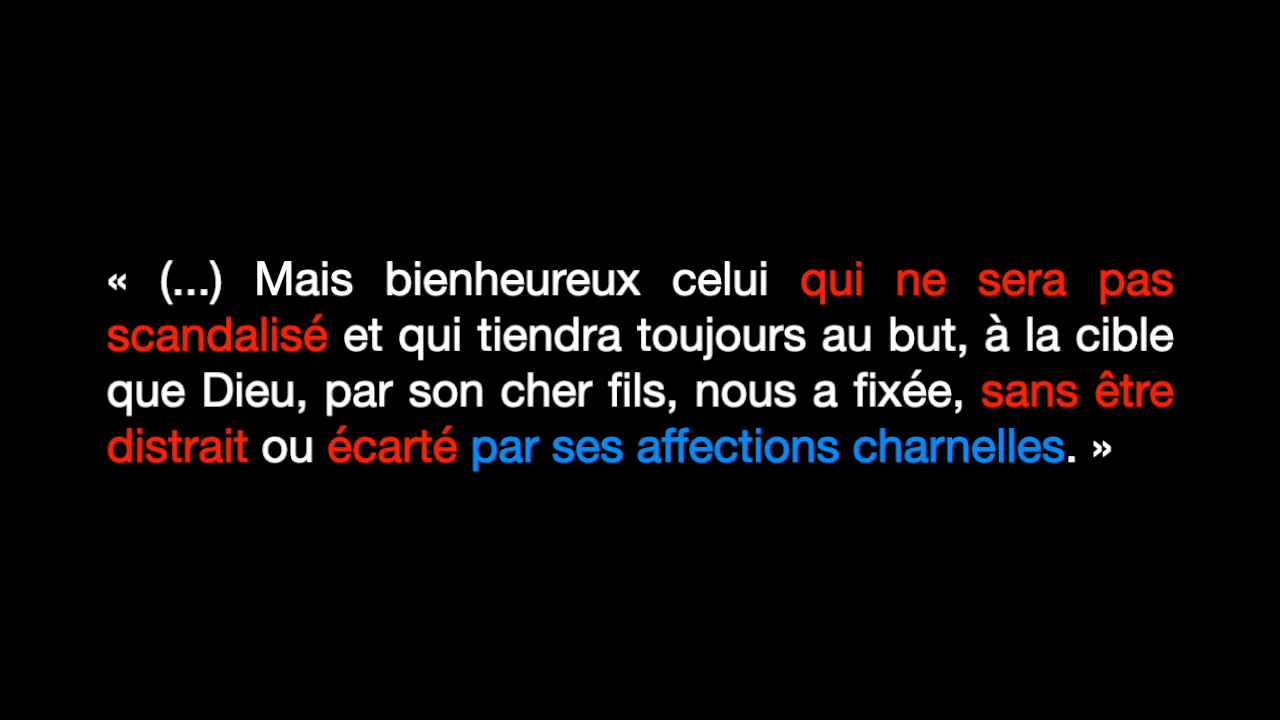 « (...) Mais bienheureux celui qui ne sera pas
scandalisé et qui tiendra toujours au but, à la cible
que Dieu, par son cher fils, nous a fixée, sans être
distrait ou écarté par ses affections charnelles. »